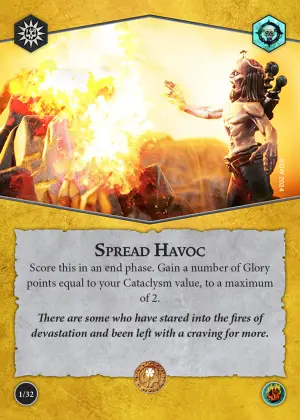 ©GW 2024
SPREAD HAVOC
Score this in an end phase. Gain a number of Glory
points equal to your Cataclysm value, to a maximum
of 2.
There are some who have stared into the fires of
devastation and been left with a craving for more.
1/32